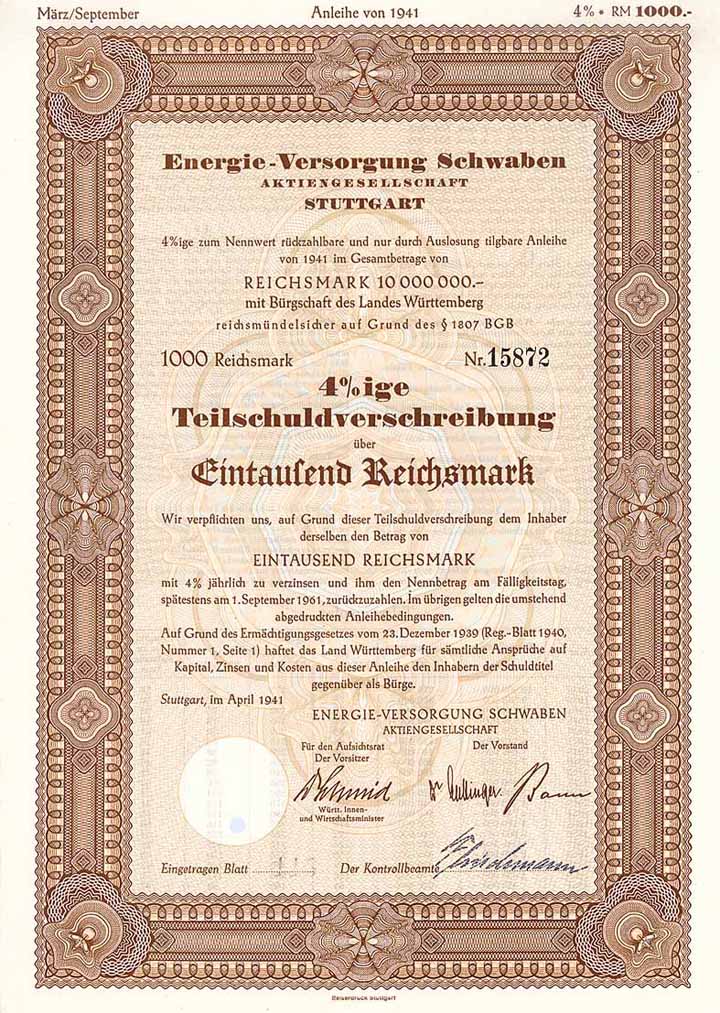 März/September Anleihe von 1941 4% • RM 1000.-
Energie-Versorgung Schwaben
AKTIENGESELLSCHAFT
STUTTGART
4%ige zum Nennwert rückzahlbare und nur durch Auslosung tilgbare Anleihe
von 1941 im Gesamtbetrage von
REICHSMARK 10 000 000.-
mit Bürgschaft des Landes Württemberg
reichsmündelsicher auf Grund des § 1807 BGB
1000 Reichsmark Nr. 15872
4%ige
Teilschuldverschreibung
über
Eintausend Reichsmark
Wir verpflichten uns, auf Grund dieser Teilschuldverschreibung dem Inhaber
derselben den Betrag von
EINTAUSEND REICHSMARK
mit 4% jährlich zu verzinsen und ihm den Nennbetrag am Fälligkeitstag,
spätestens am 1. September 1961, zurückzuzahlen. Im übrigen gelten die umstehend
abgedruckten Anleihebedingungen.
Auf Grund des Ermächtigungsgesetzes vom 23. Dezember 1939 (Reg.-Blatt 1940,
Nummer 1, Seite 1) haftet das Land Württemberg für sämtliche Ansprüche auf
Kapital, Zinsen und Kosten aus dieser Anleihe den Inhabern der Schuldtitel
gegenüber als Bürge.
Stuttgart, im April 1941
ENERGIE-VERSORGUNG SCHWABEN
AKTIENGESELLSCHAFT
Für den Aufsichtsrat Der Vorstand
Der Vorsitzer
Württ. Innen-
und Wirtschaftsminister
Eingetragen Blatt Der Kontrollbeamte
Belserdruck Stuttgart